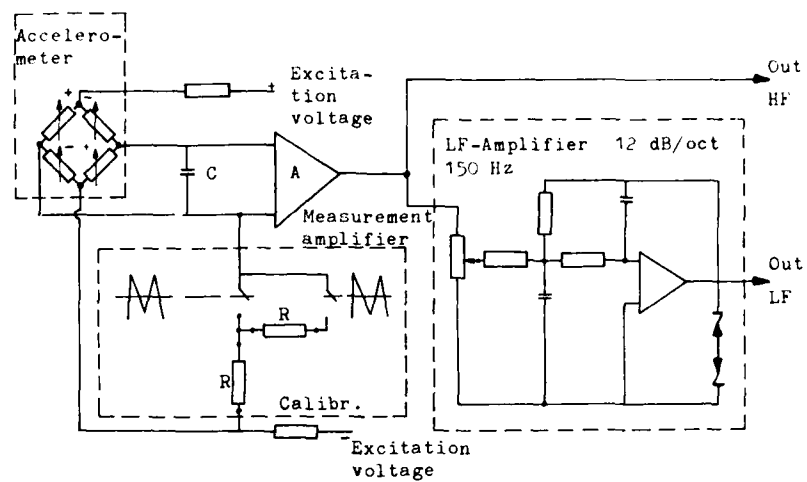 Accelero-
meter
+
-
-
+
Excita-
tion
voltage
±
Out
HF
C
A
Measurement
amplifier
LF-Amplifier 12 dB/oct
150 Hz
Out
LF
R
R
Calibr.
-
Excitation
voltage